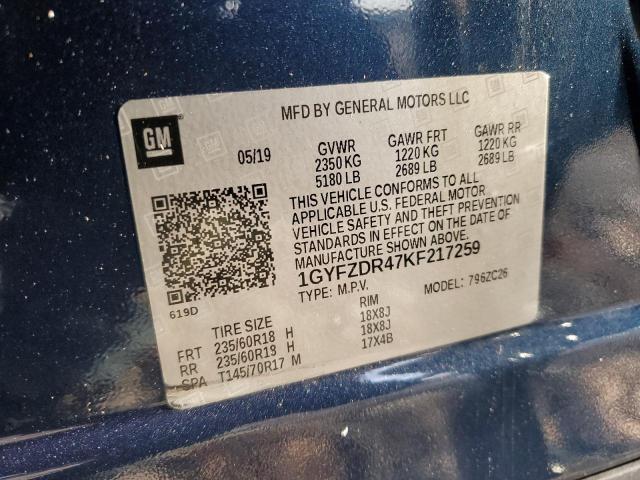 MFD BY GENERAL MOTORS LLC
GM
05/19
GVWR GAWR FRT GAWR RR
2350 KG 1220 KG 1220 KG
5180 LB 2689 LB 2689 LB
THIS VEHICLE CONFORMS TO ALL
APPLICABLE U.S. FEDERAL MOTOR
VEHICLE SAFETY AND THEFT PREVENTION
STANDARDS IN EFFECT ON THE DATE OF
MANUFACTURE SHOWN ABOVE.
1GYFZDR47KF217259
TYPE: M.P.V. MODEL: 796ZC26
619D
TIRE SIZE RIM
FRT 235/60R18 H 18X8J
RR 235/60R18 H 18X8J
SPA T145/70R17 M 17X4B